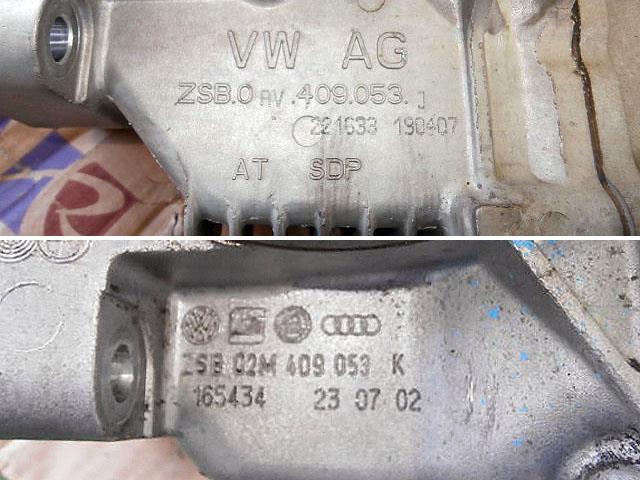 VW AG
ZSB.0 AV .409.053. J
221633 190407
AT SDP
ZSB 02M 409 053 K
165434 23 07 02